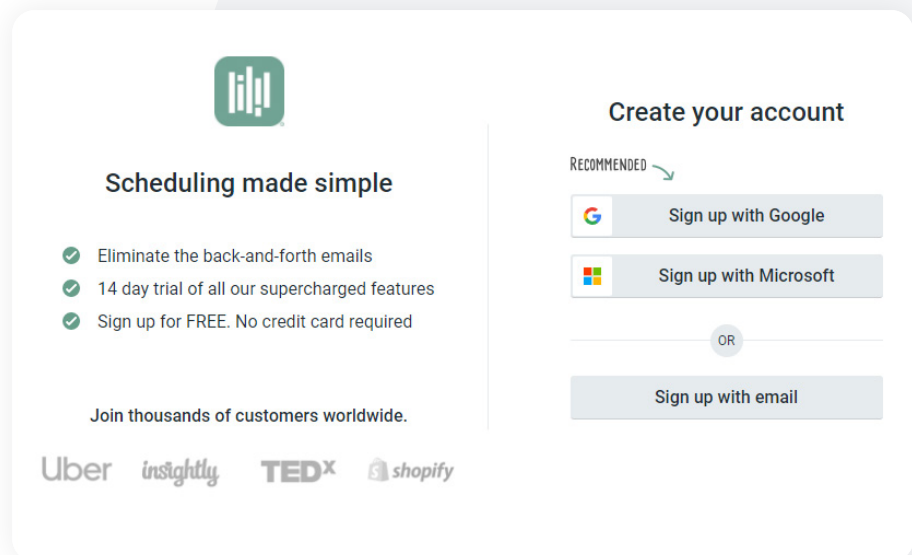 Scheduling made simple
Eliminate the back-and-forth emails
14 day trial of all our supercharged features
Sign up for FREE. No credit card required
Join thousands of customers worldwide.
Uber insightly TEDx shopify
Create your account
RECOMMENDED
Sign up with Google
Sign up with Microsoft
OR
Sign up with email